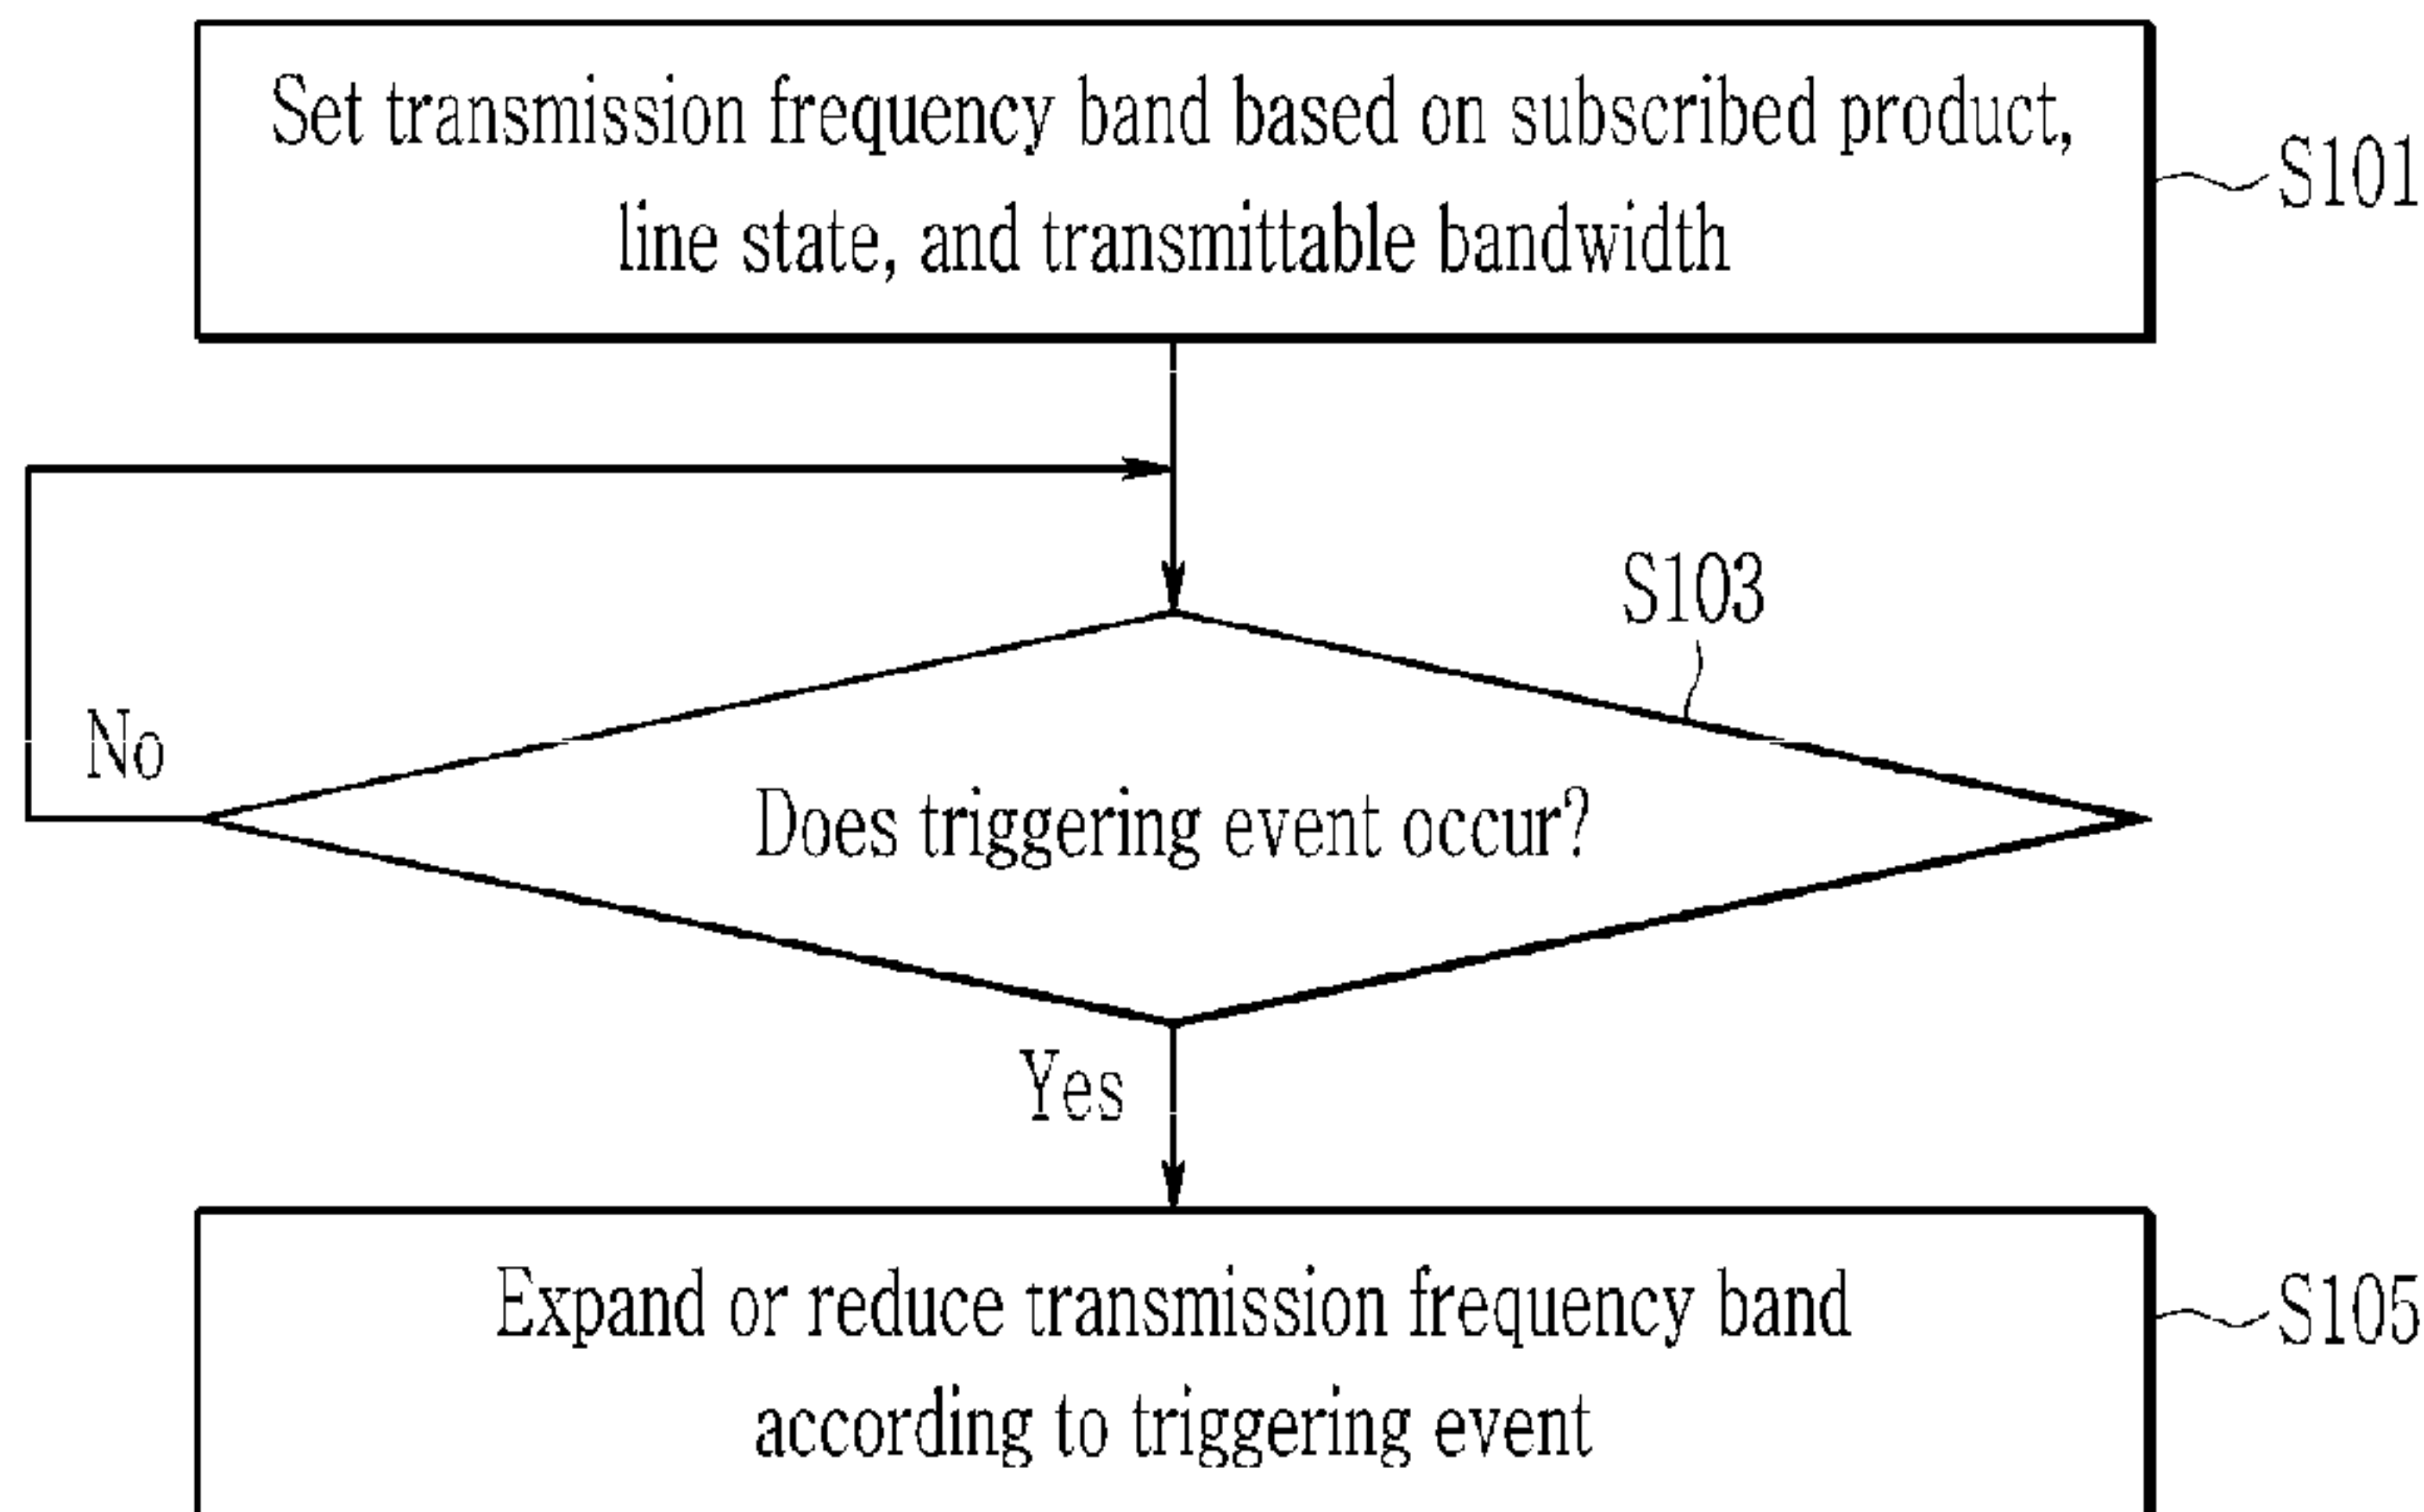 Set transmission frequency band based on subscribed product,
line state, and transmittable bandwidth
S101
S103
No
Does triggering event occur?
Yes
Expand or reduce transmission frequency band
according to triggering event
S105